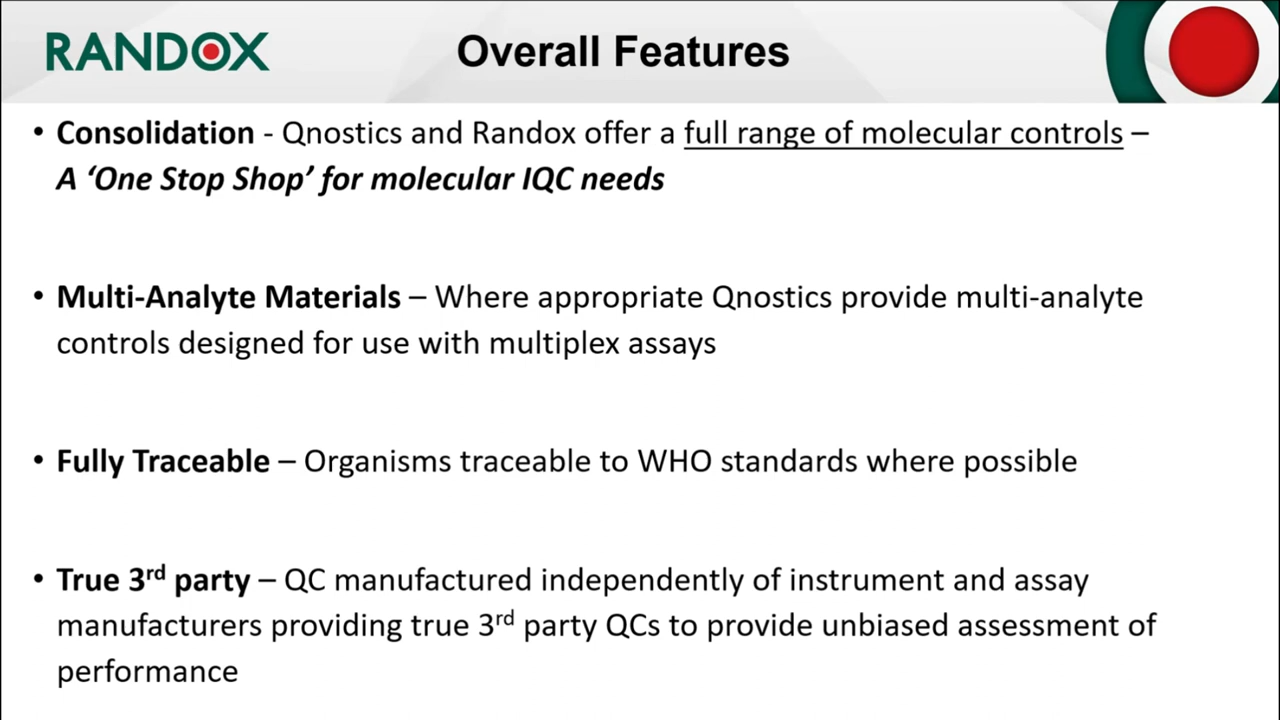 RANDOX
Overall Features
• Consolidation - Qnostics and Randox offer a full range of molecular controls –
A ‘One Stop Shop’ for molecular IQC needs
• Multi-Analyte Materials – Where appropriate Qnostics provide multi-analyte
controls designed for use with multiplex assays
• Fully Traceable – Organisms traceable to WHO standards where possible
• True 3rd party – QC manufactured independently of instrument and assay
manufacturers providing true 3rd party QCs to provide unbiased assessment of
performance